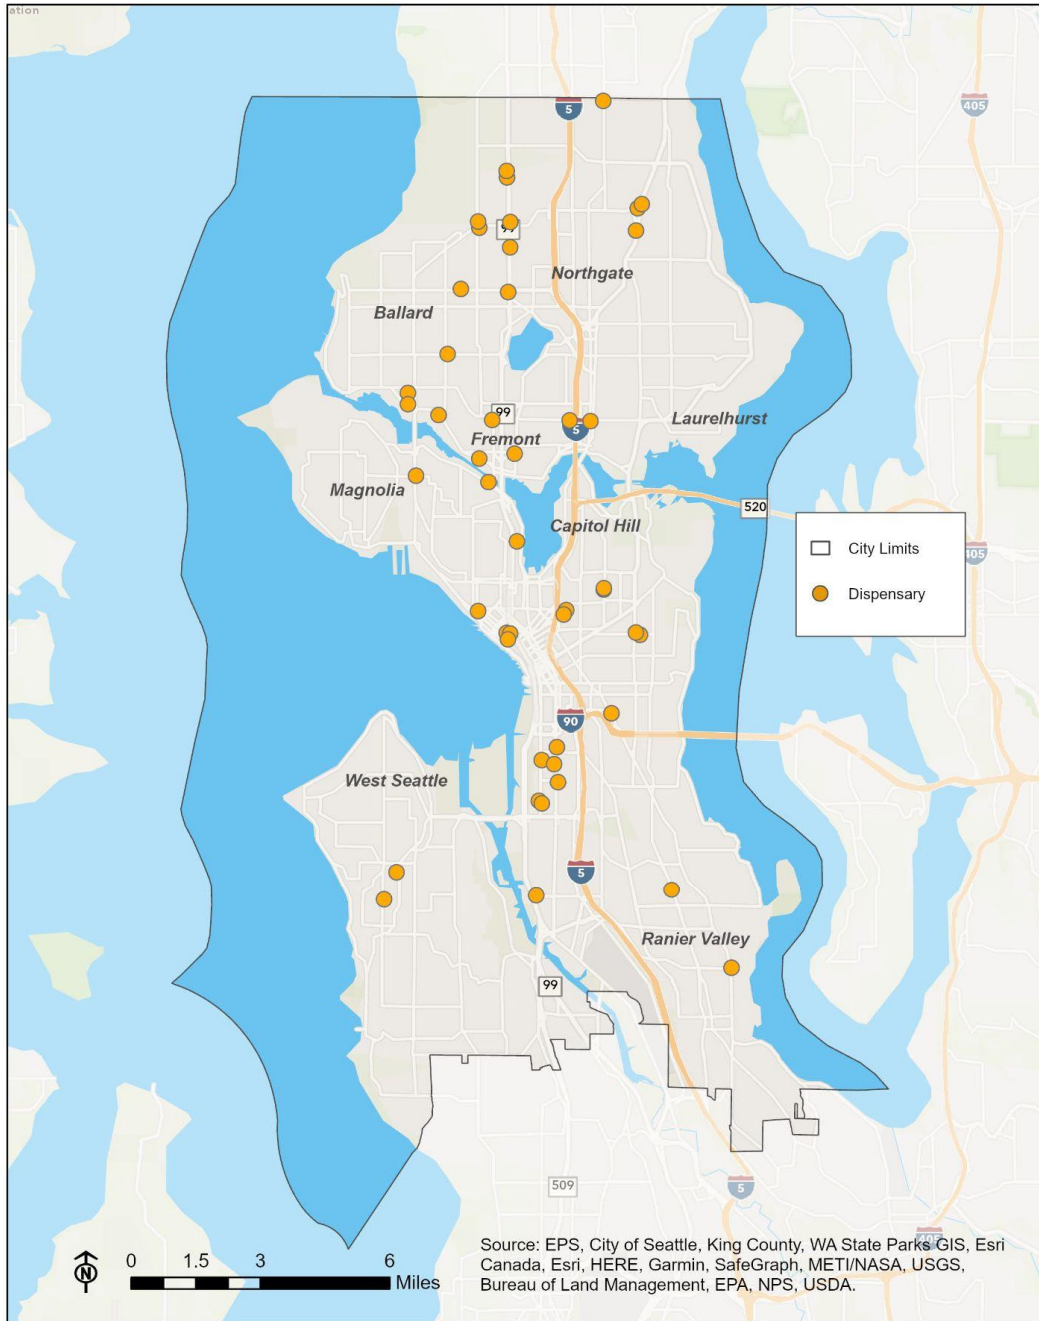 ation
5
405
99
Northgate
Ballard
99
5
Laurelhurst
Fremont
Magnolia
520
Capitol Hill
City Limits
405
Dispensary
90
West Seattle
5
Ranier Valley
99
509
5
405
0 1.5 3 6
Miles
N
Source: EPS, City of Seattle, King County, WA State Parks GIS, Esri
Canada, Esri, HERE, Garmin, SafeGraph, METI/NASA, USGS,
Bureau of Land Management, EPA, NPS, USDA.